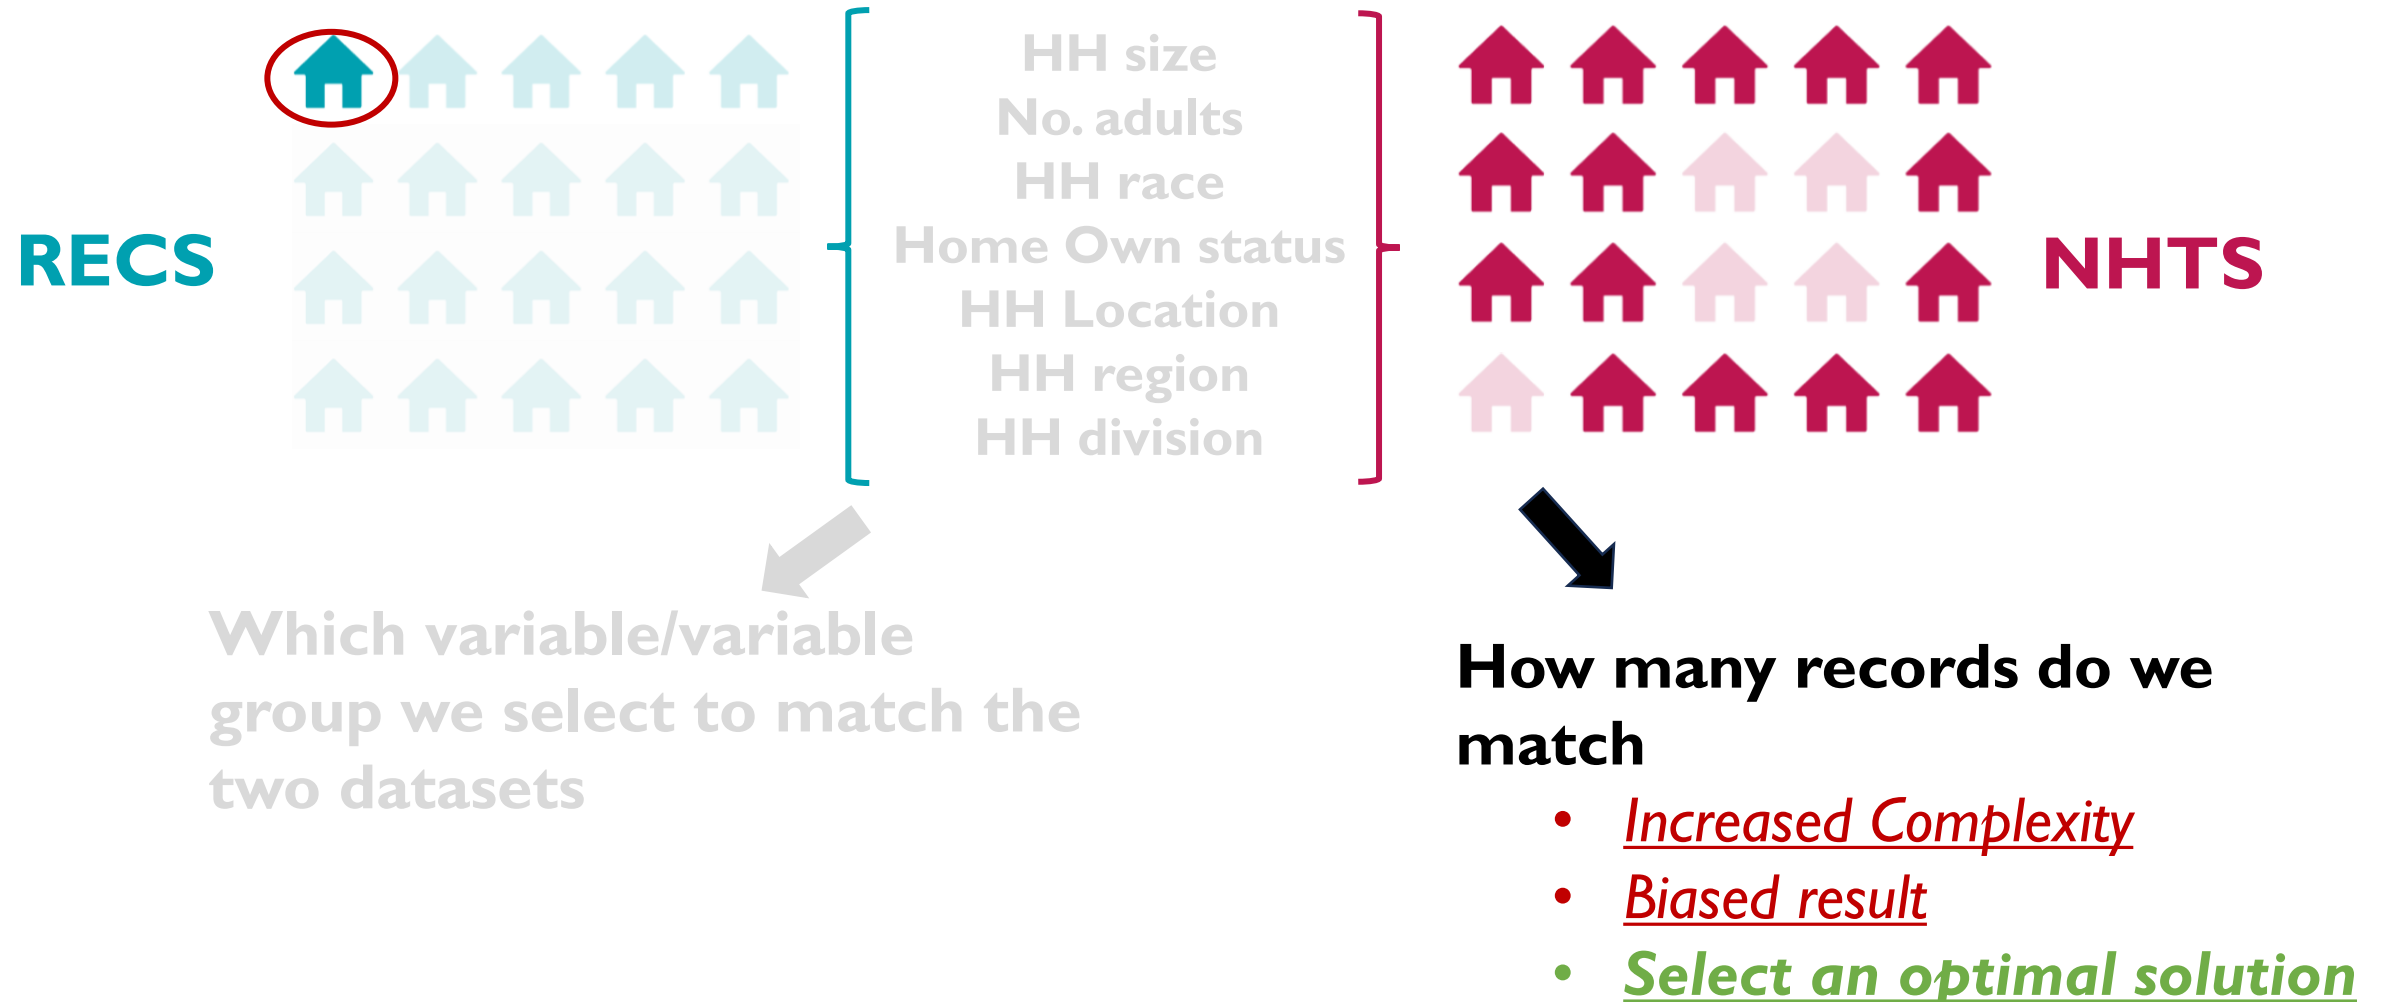 RECS
HH size
No. adults
HH race
Home Own status
HH Location
HH region
HH division
NHTS
Which variable/variable
group we select to match the
two datasets
How many records do we
match
• Increased Complexity
• Biased result
• Select an optimal solution